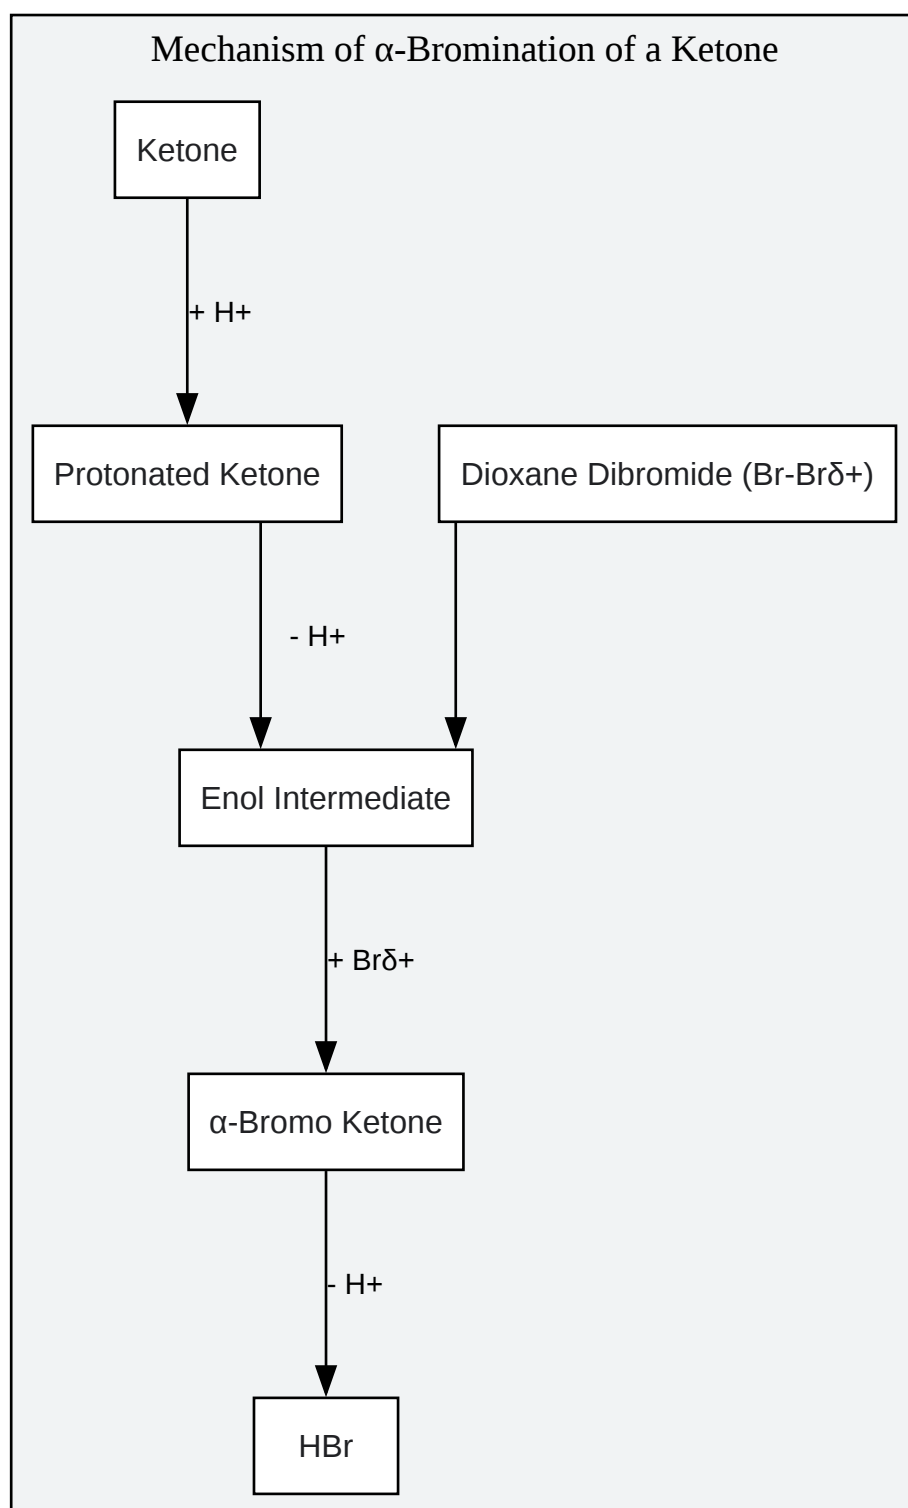 Mechanism of α-Bromination of a Ketone
Ketone
+ H+
Protonated Ketone
Dioxane Dibromide (Br-Brδ+)
- H+
Enol Intermediate
+ Brδ+
α-Bromo Ketone
- H+
HBr